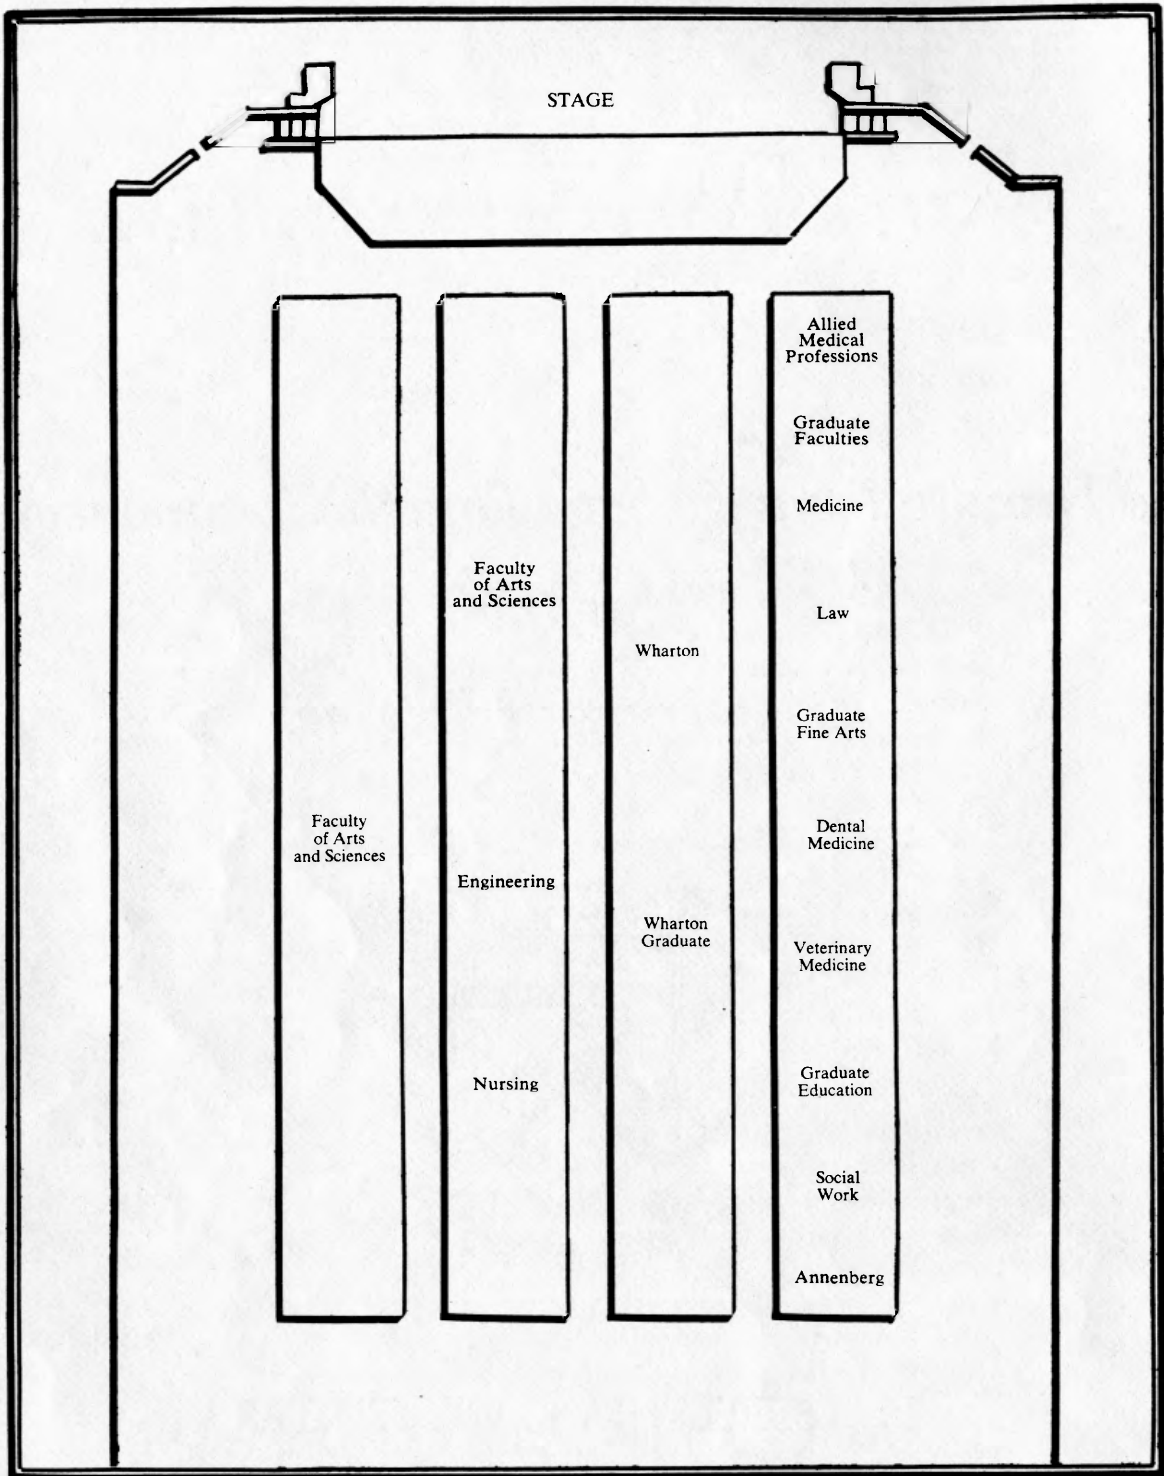 STAGE
Faculty
of Arts
and Sciences
Faculty
of Arts
and Sciences
Engineering
Nursing
Wharton
Wharton
Graduate
Allied
Medical
Professions
Graduate
Faculties
Medicine
Law
Graduate
Fine Arts
Dental
Medicine
Veterinary
Medicine
Graduate
Education
Social
Work
Annenberg